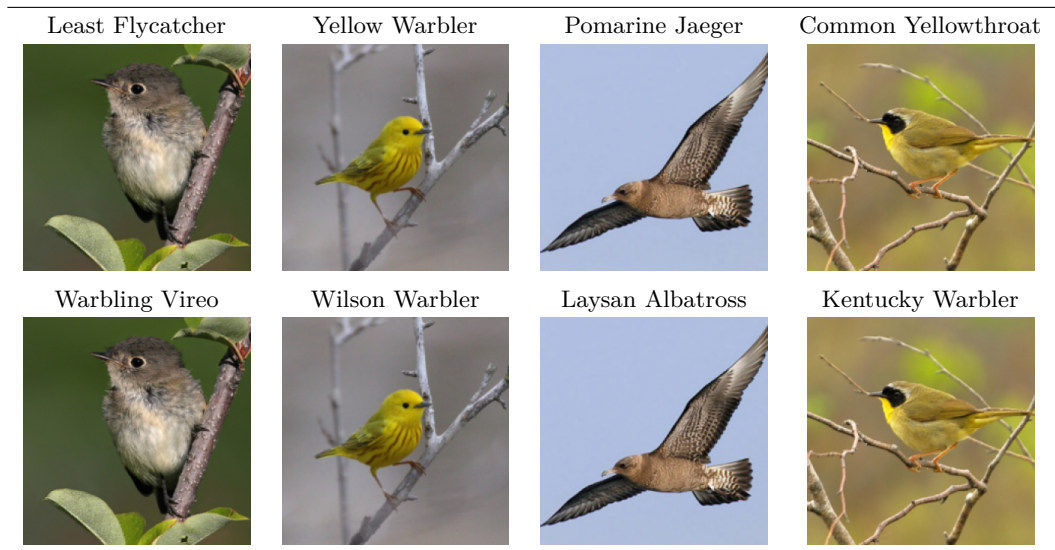 Least Flycatcher Yellow Warbler Pomarine Jaeger Common Yellowthroat
Warbling Vireo Wilson Warbler Laysan Albatross Kentucky Warbler